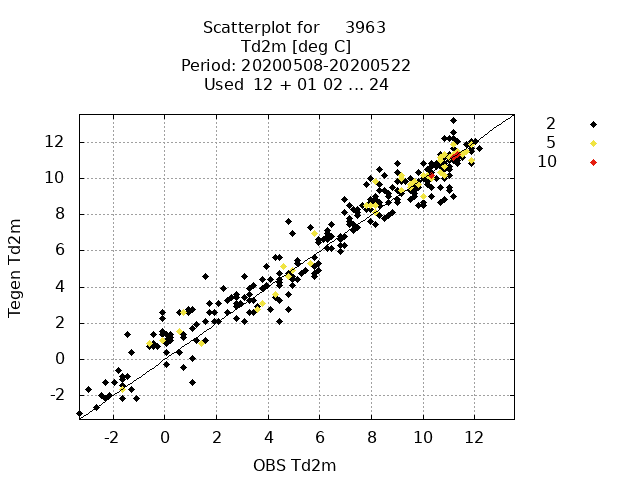 Scatterplot for 3963
Td2m [deg C]
Period: 20200508-20200522
Used 12 + 01 02 ... 24
2
5
10
Tegen Td2m
12
10
8
6
4
2
0
-2
-2 0 2 4 6 8 10 12
OBS Td2m